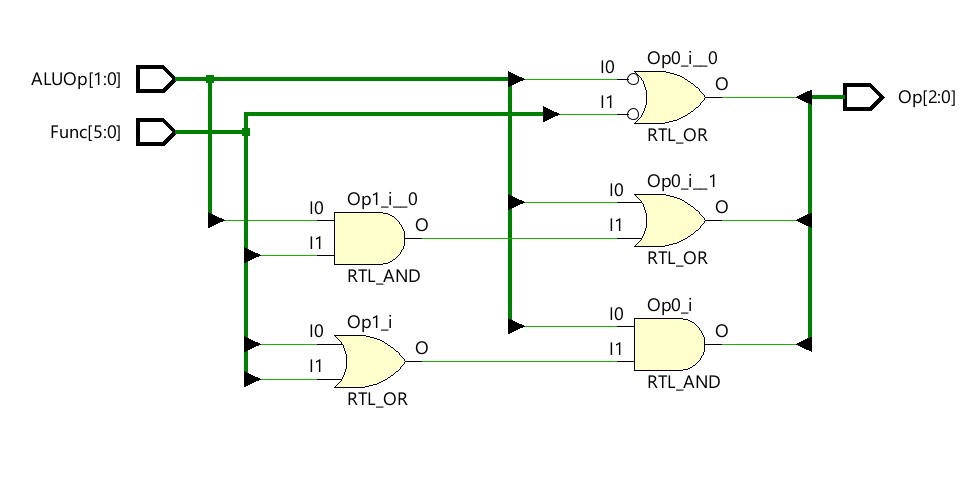 Op0_i__0
ALUOp[1:0]
I0
O
Op[2:0]
I1
Func[5:0]
RTL_OR
Op0_i__1
Op1_i__0
I0
I0
O
O
I1
I1
RTL_OR
RTL_AND
Op0_i
Op1_i
I0
I0
O
O
I1
I1
RTL_AND
RTL_OR